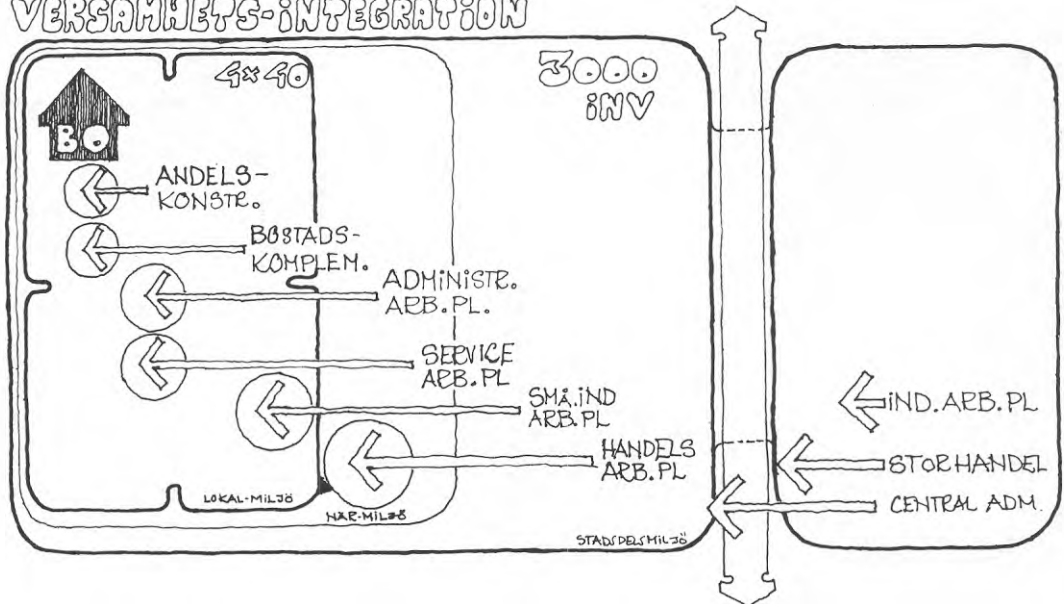 VERSAMHETS-INTEGRATION
4×40
3000
INV
BO
ANDELS-
KONSTR.
BOSTADS-
KOMPLEM.
ADMINISTR.
ARB.PL.
SERVICE
ARB.PL
SMÅ.IND
ARB.PL
HANDELS
ARB.PL
IND.ARB.PL
STORHANDEL
CENTRAL ADM.
LOKAL-MILJÖ
NÄR-MILJÖ
STADSDELSMILJÖ